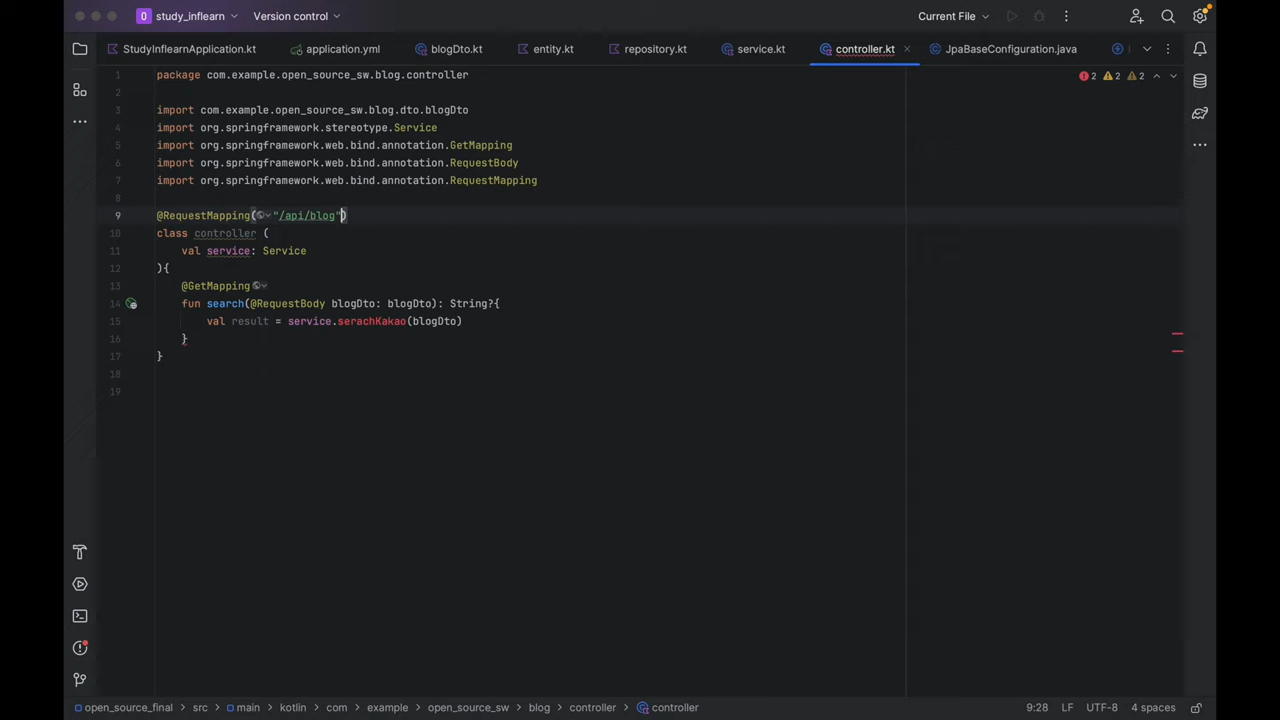 study_inflearn Version control Current File
StudyInflearnApplication.kt application.yml blogDto.kt entity.kt repository.kt service.kt controller.kt JpaBaseConfiguration.java
1 package com.example.open_source_sw.blog.controller 2 2 2
2
3 import com.example.open_source_sw.blog.dto.blogDto
4 import org.springframework.stereotype.Service
5 import org.springframework.web.bind.annotation.GetMapping
6 import org.springframework.web.bind.annotation.RequestBody
7 import org.springframework.web.bind.annotation.RequestMapping
8
9 @RequestMapping("/api/blog")
10 class controller (
11 val service: Service
12 ){
13 @GetMapping
14 fun search(@RequestBody blogDto: blogDto): String?{
15 val result = service.serachKakao(blogDto)
16 }
17 }
18
19
open_source_final src main kotlin com example open_source_sw blog controller controller 9:28 LF UTF-8 4 spaces